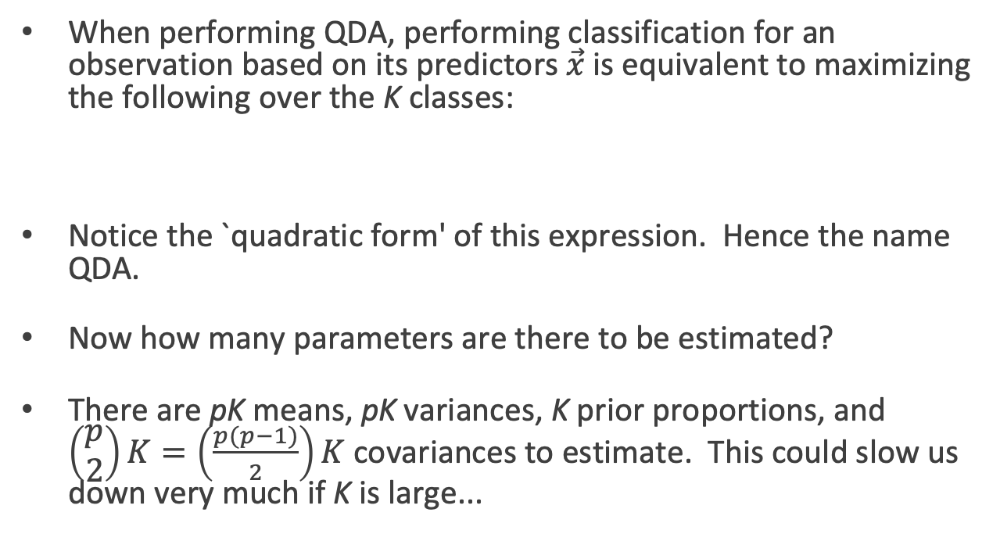 • When performing QDA, performing classification for an
observation based on its predictors $\vec{x}$ is equivalent to maximizing
the following over the K classes:
• Notice the `quadratic form' of this expression.  Hence the name
QDA.
• Now how many parameters are there to be estimated?
• There are pK means, pK variances, K prior proportions, and
$\binom{p}{2} K = \left(\frac{p(p-1)}{2}\right) K$ covariances to estimate.  This could slow us
down very much if K is large...